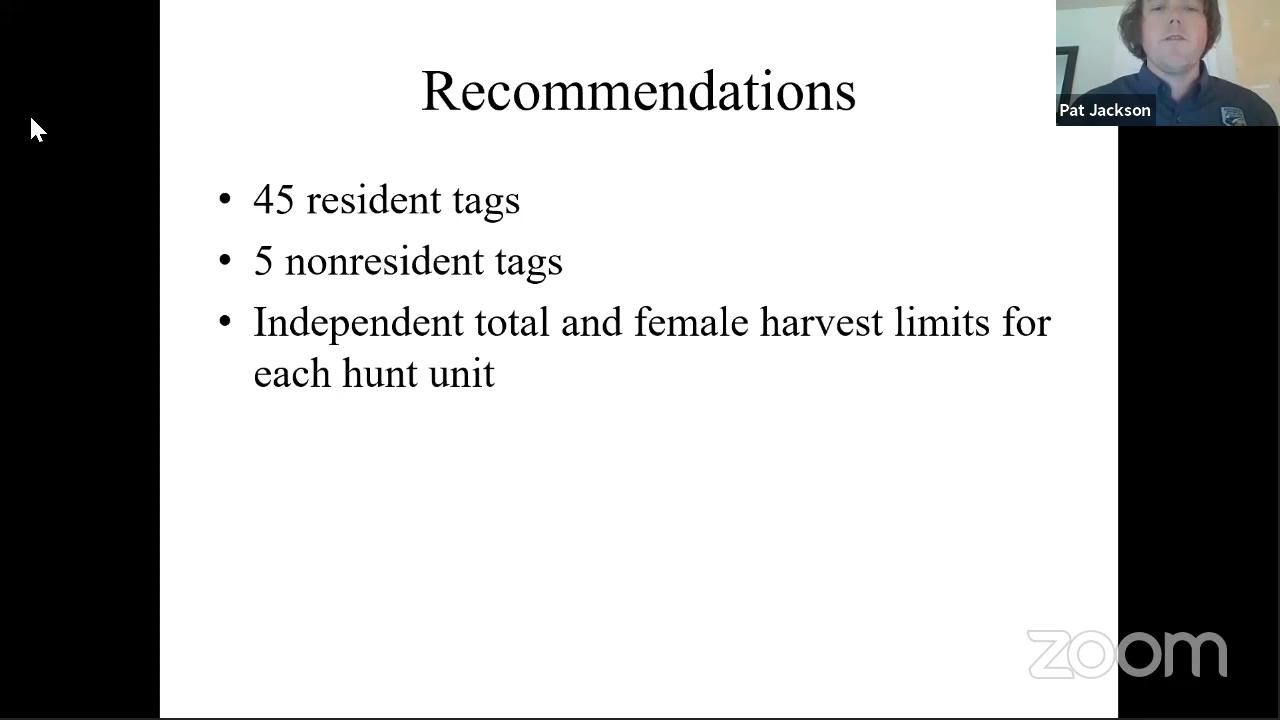 Recommendations
Pat Jackson
• 45 resident tags
• 5 nonresident tags
• Independent total and female harvest limits for
each hunt unit
zoom